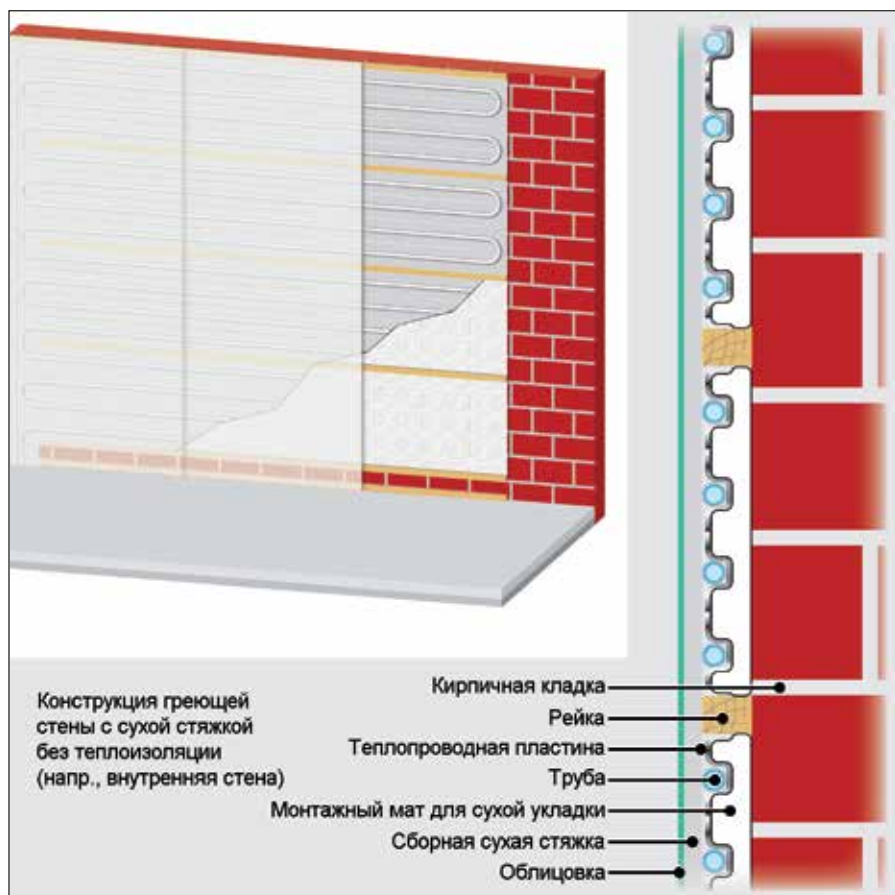 Конструкция греющей
стены с сухой стяжкой
без теплоизоляции
(напр., внутренняя стена)
Кирпичная кладка
Рейка
Теплопроводная пластина
Труба
Монтажный мат для сухой укладки
Сборная сухая стяжка
Облицовка